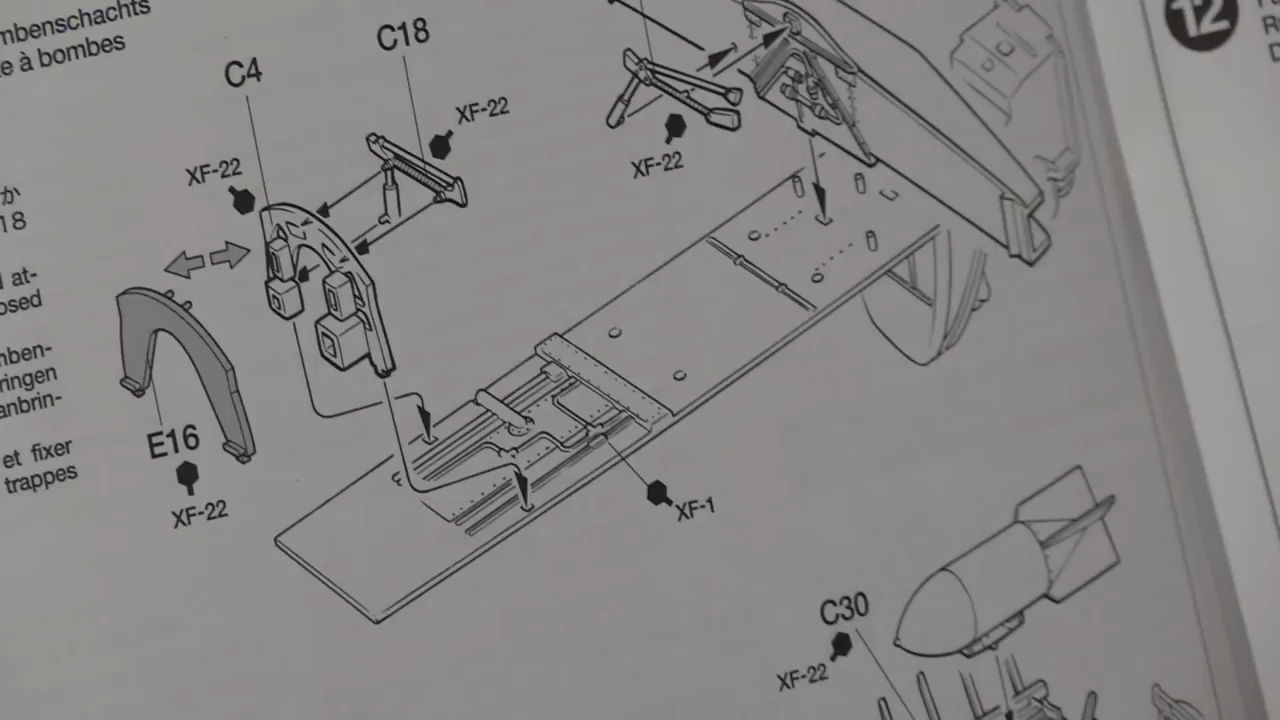 mbenschachts
e à bombes
か
18
l at-
osed
nben-
ringen
anbrin-
et fixer
trappes
C4
C18
XF-22
XF-22
XF-22
E16
XF-22
XF-1
C30
XF-22
12